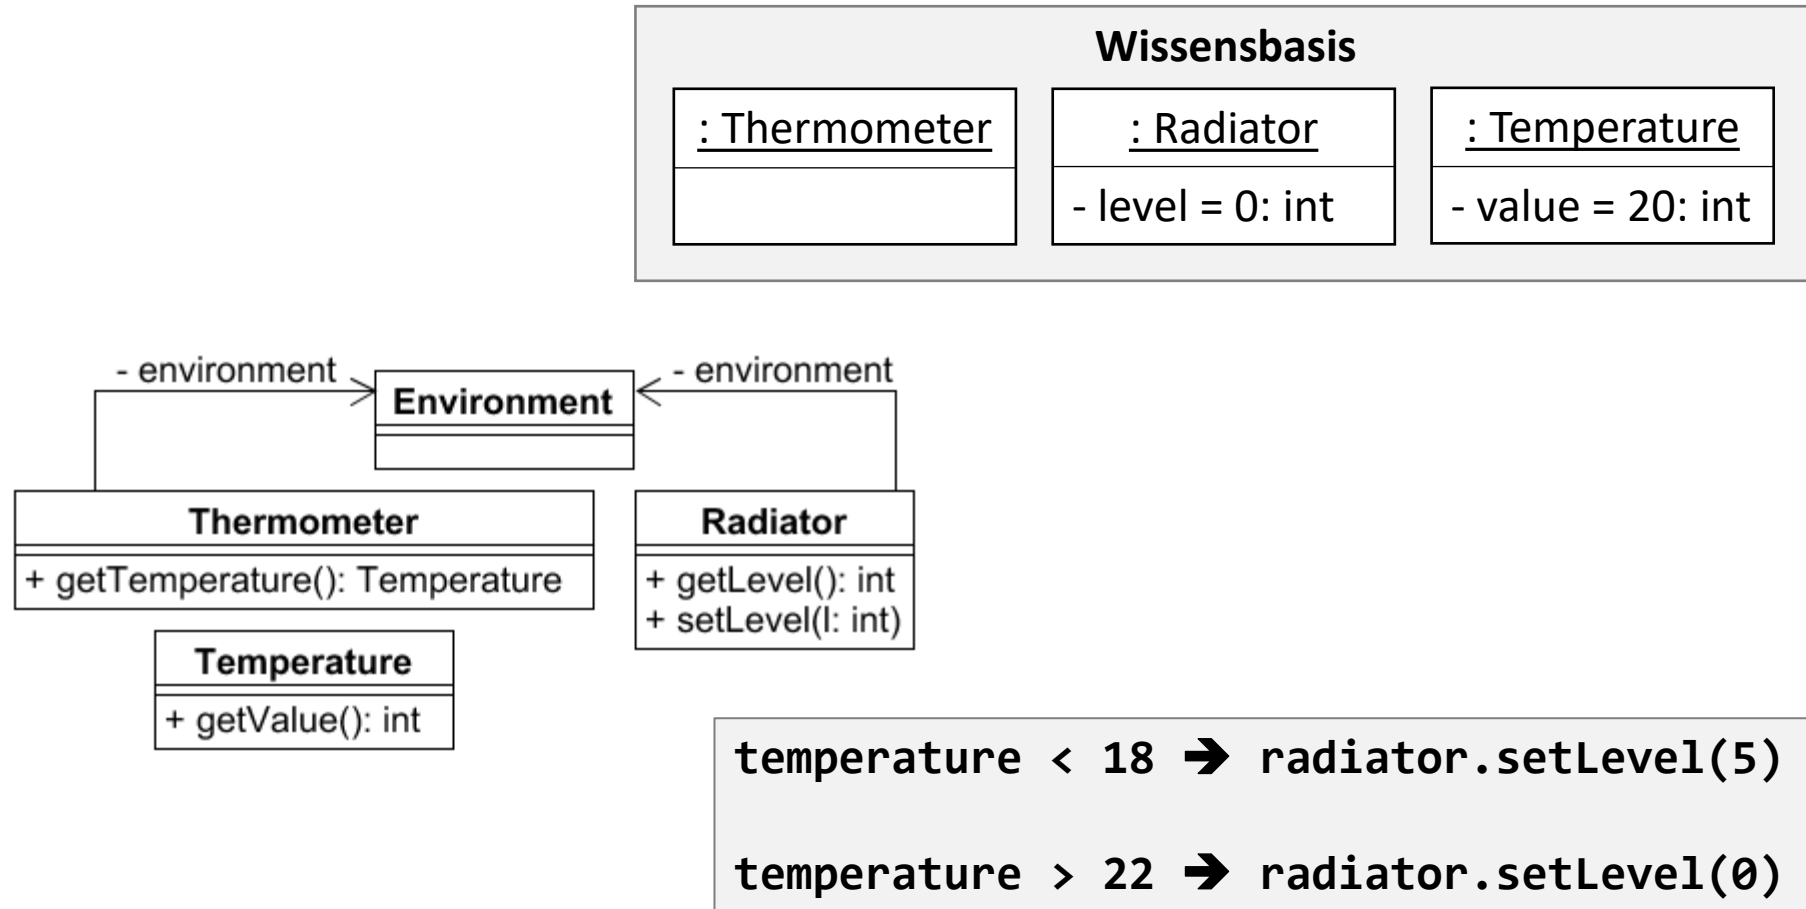 Wissensbasis
: Thermometer
: Radiator
- level = 0: int
: Temperature
- value = 20: int
- environment
- environment
Environment
Thermometer
+ getTemperature(): Temperature
Radiator
+ getLevel(): int
+ setLevel(l: int)
Temperature
+ getValue(): int
temperature < 18 ➔ radiator.setLevel(5)
temperature > 22 ➔ radiator.setLevel(0)